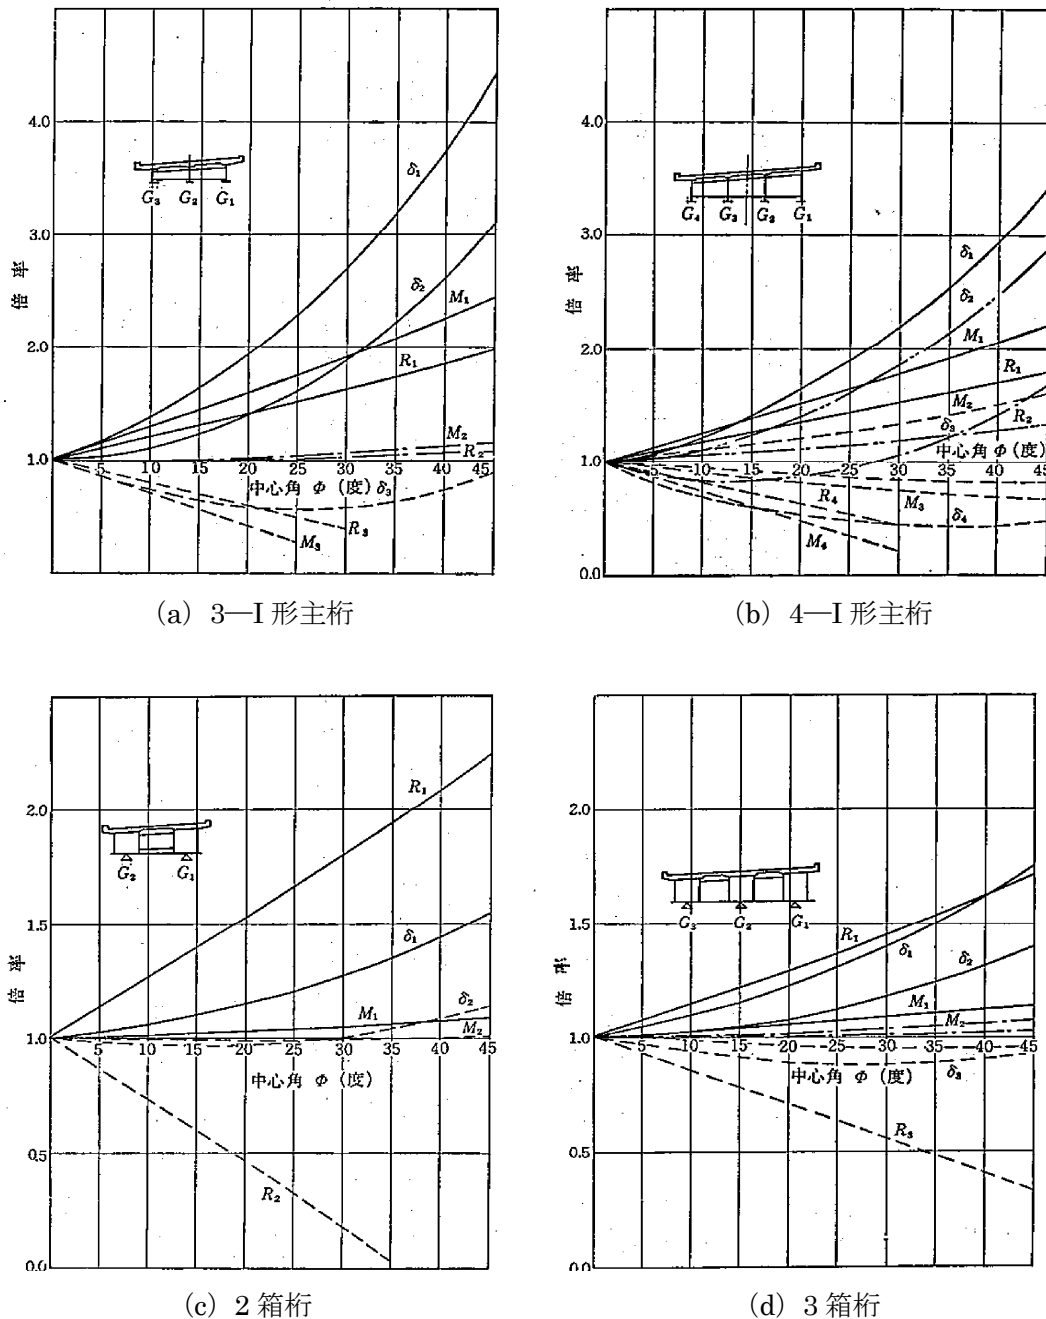 4.0
3.0
2.0
1.0
倍率
G₃ G₂ G₁
δ₁
δ₂
M₁
R₁
M₂
R₂
5 10 15 20 25 30 35 40 45
中心角 Φ (度) δ₃
R₃
M₃
(a) 3―I 形主桁
4.0
3.0
2.0
1.0
0.0
倍率
G₄ G₃ G₂ G₁
δ₁
δ₂
M₁
R₁
M₂
R₂
δ₃
中心角 Φ (度)
5 10 15 20 25 30 35 40 45
R₄
M₃
δ₄
M₄
(b) 4―I 形主桁
2.0
1.5
1.0
0.5
0.0
倍率
G₂ G₁
R₁
δ₁
δ₂
M₁
M₂
5 10 15 20 25 30 35 40 45
中心角 Φ (度)
R₂
(c) 2 箱桁
2.0
1.5
1.0
0.5
0.0
倍率
G₃ G₂ G₁
R₁
δ₁
δ₂
M₁
M₂
5 10 15 20 25 30 35 40 45
中心角 Φ (度)
δ₃
R₃
(d) 3 箱桁